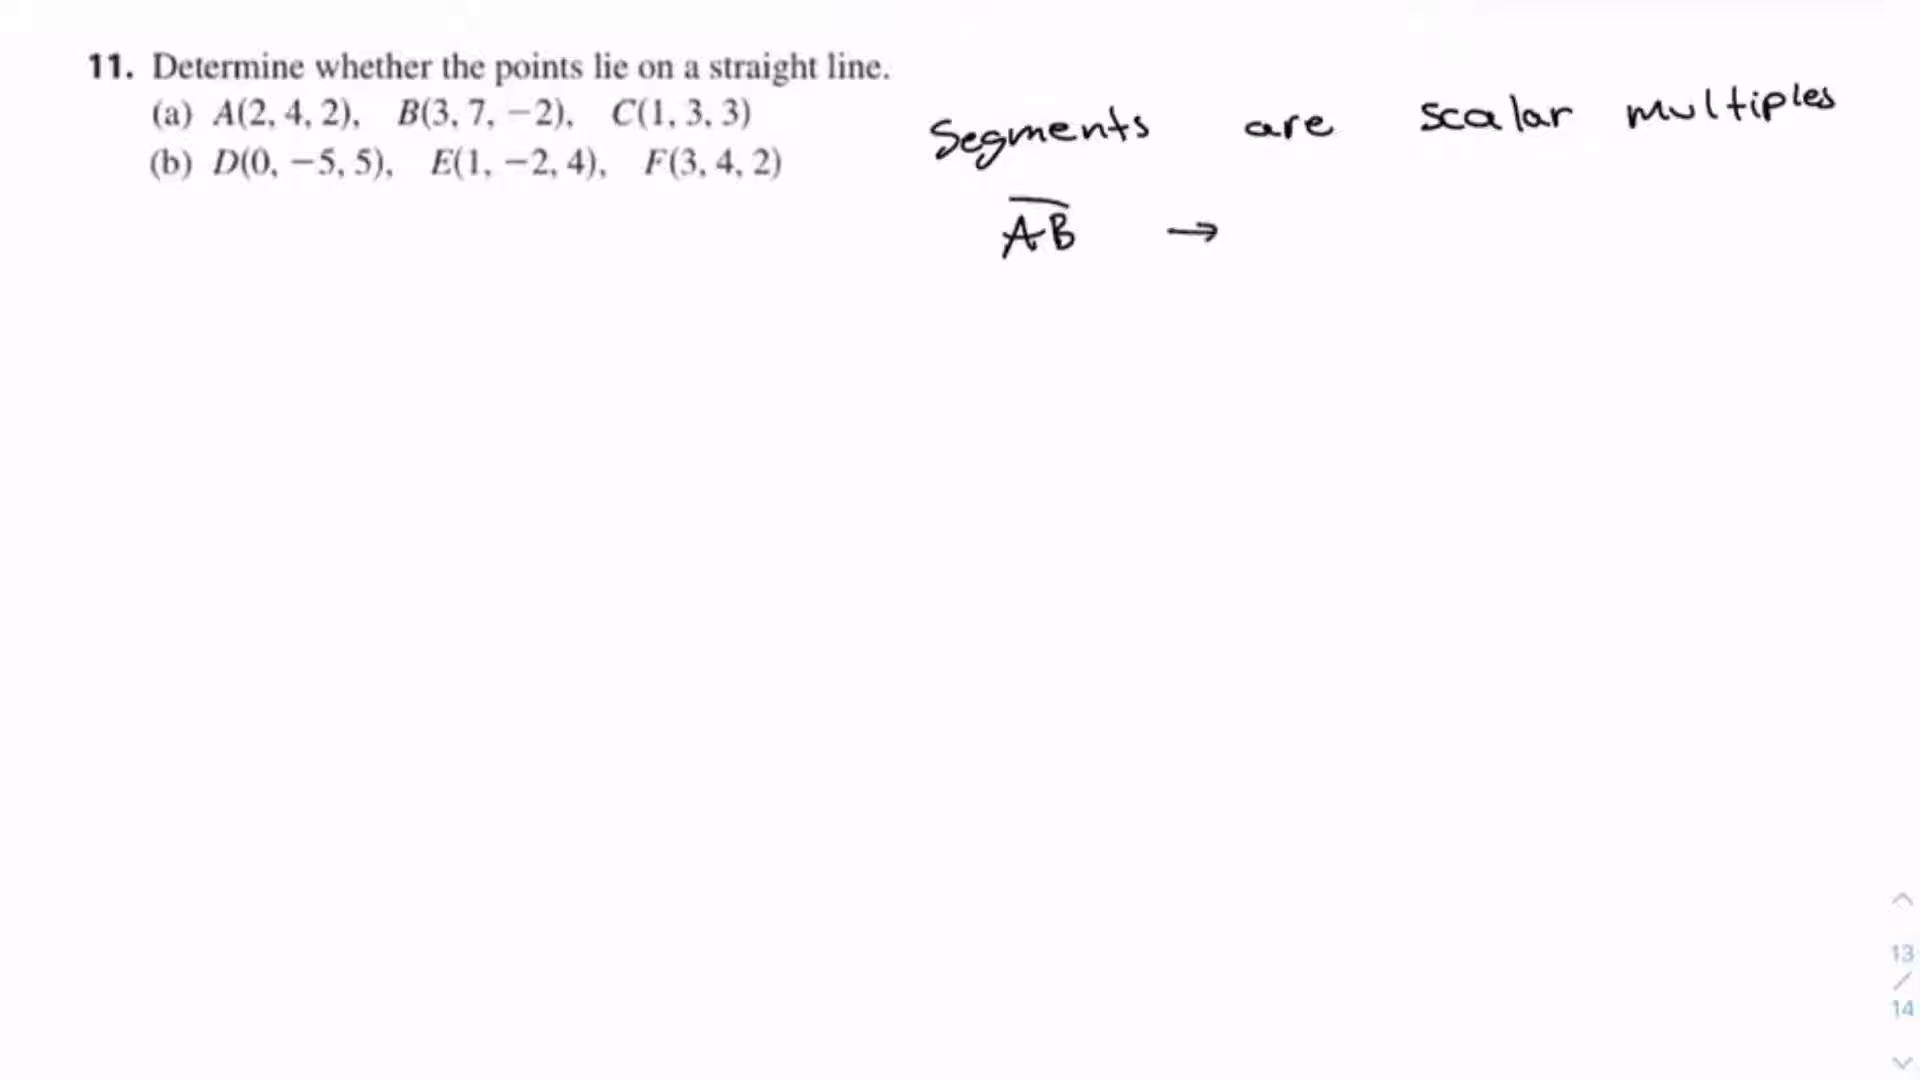 11. Determine whether the points lie on a straight line.
(a) A(2, 4, 2), B(3, 7, −2), C(1, 3, 3)
(b) D(0, −5, 5), E(1, −2, 4), F(3, 4, 2)
Segments are scalar multiples
A̅B̅ →
13
/
14